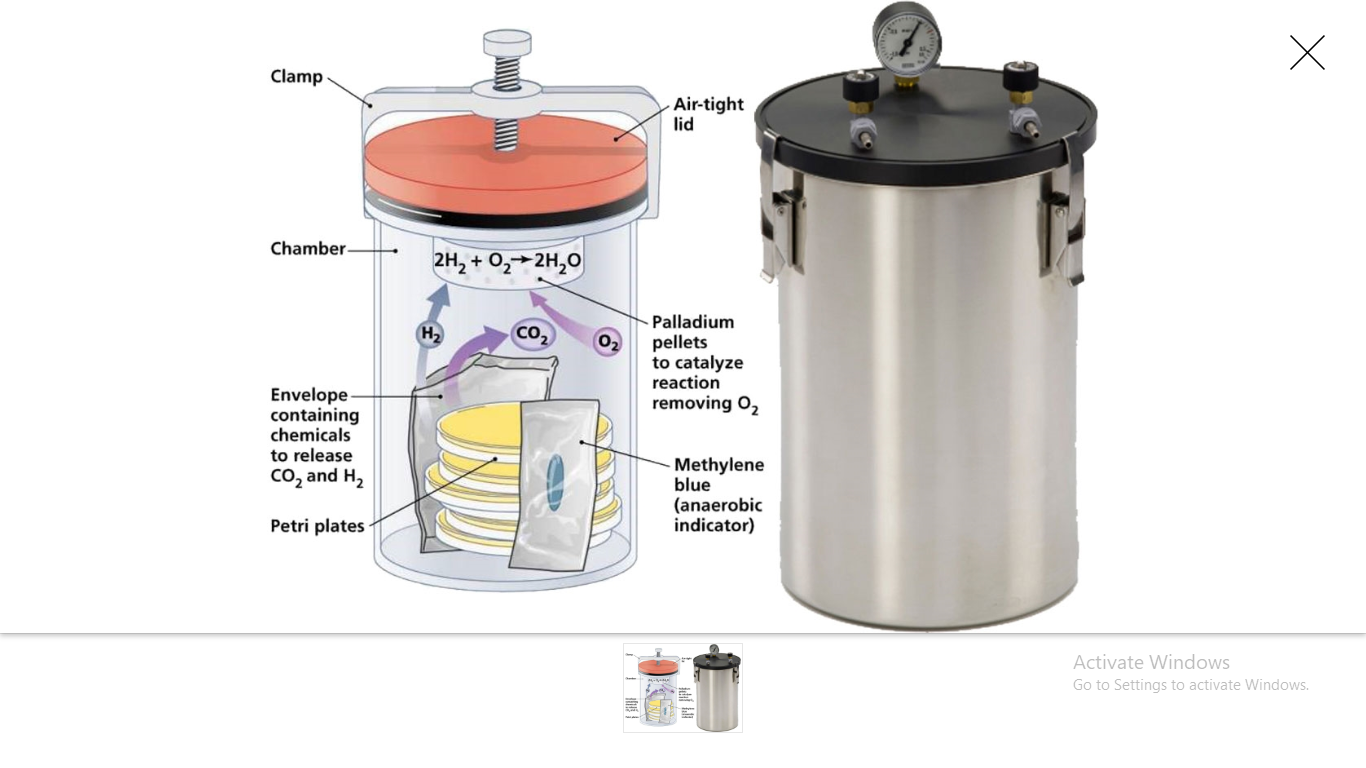 Clamp
Air-tight
lid
Chamber
2H₂ + O₂→2H₂O
H₂
CO₂
O₂
Palladium
pellets
to catalyze
reaction
removing O₂
Envelope
containing
chemicals
to release
CO₂ and H₂
Methylene
blue
(anaerobic
indicator)
Petri plates
Activate Windows
Go to Settings to activate Windows.